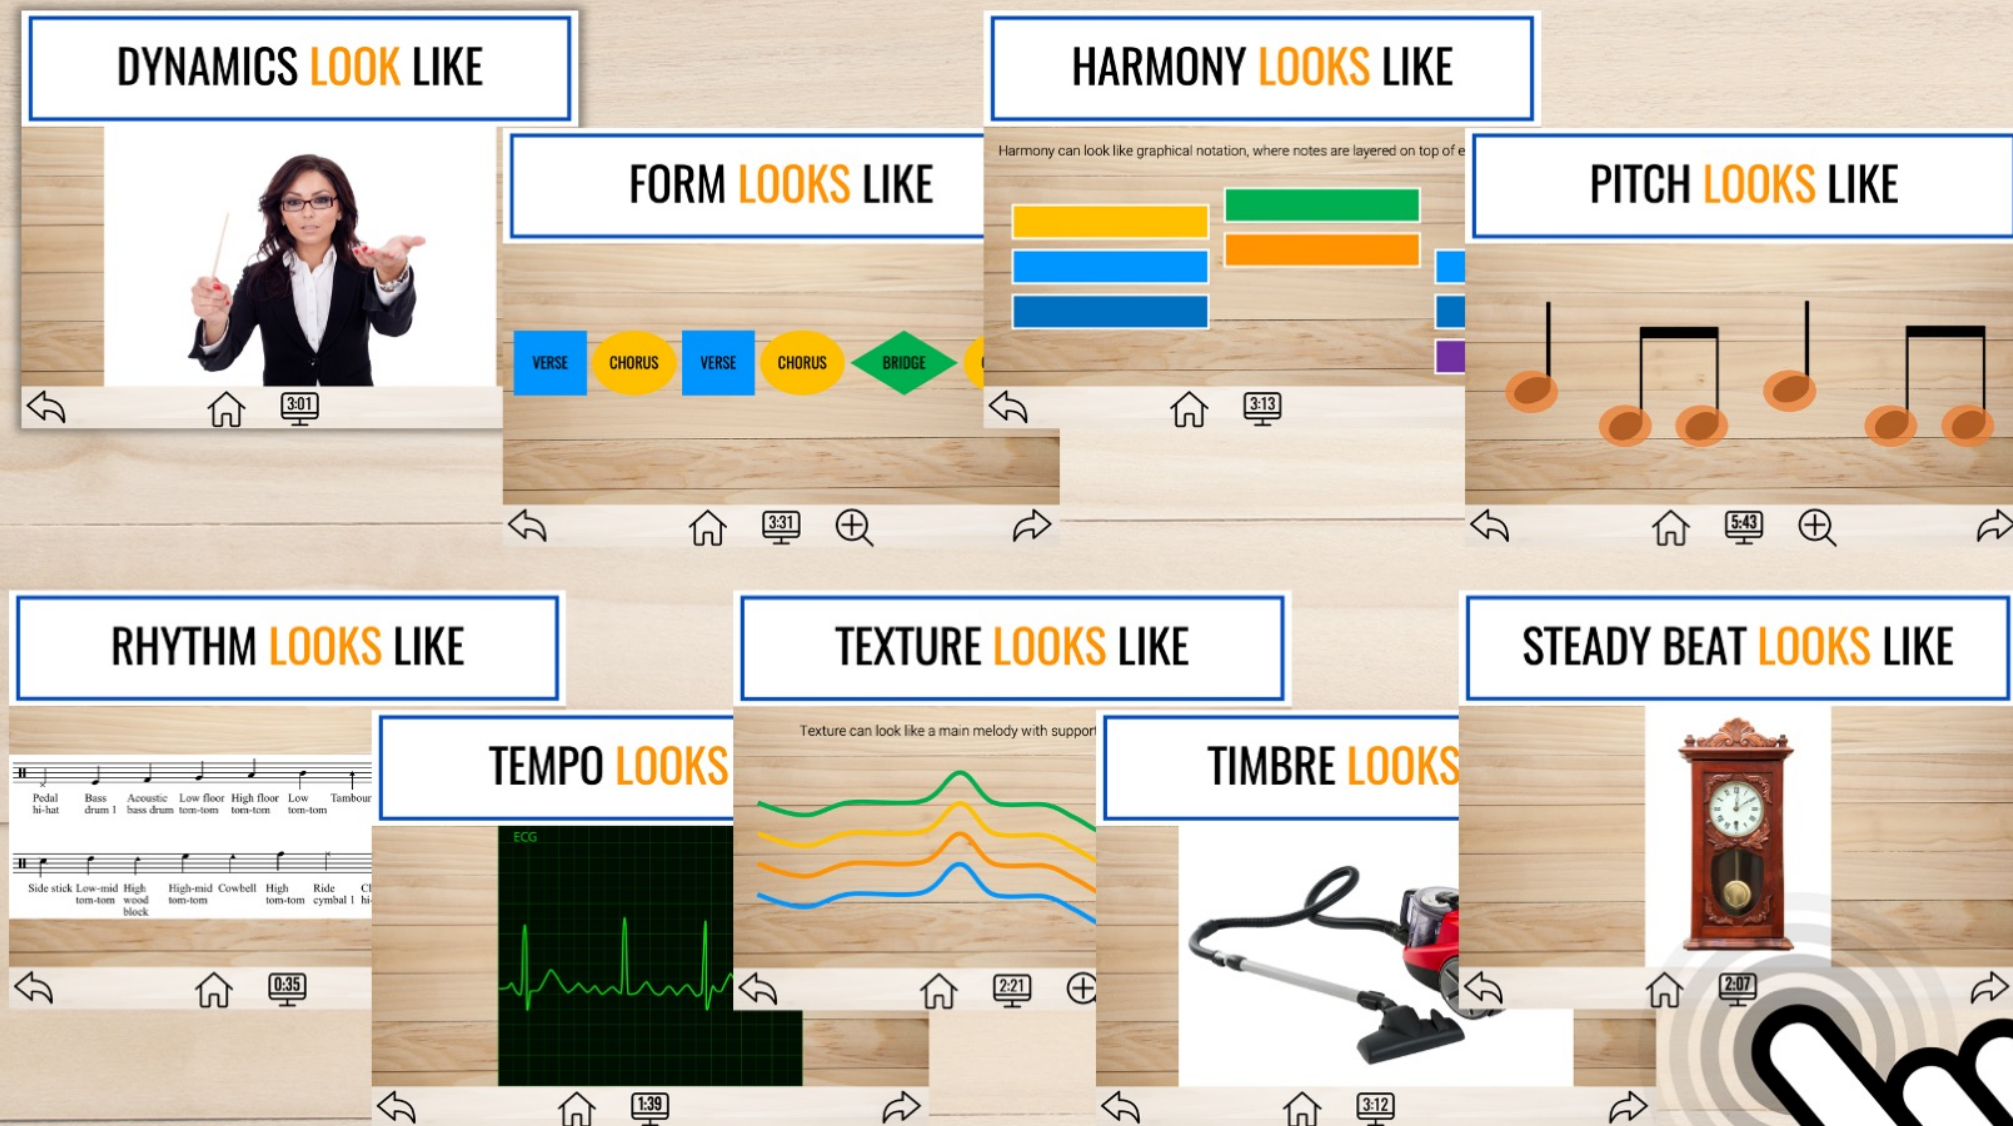 DYNAMICS LOOK LIKE
3:01
FORM LOOKS LIKE
VERSE CHORUS VERSE CHORUS BRIDGE
3:31
HARMONY LOOKS LIKE
Harmony can look like graphical notation, where notes are layered on top of
3:13
PITCH LOOKS LIKE
5:43
RHYTHM LOOKS LIKE
Pedal Bass Acoustic Low floor High floor Low Tambour
hi-hat drum 1 bass drum tom-tom tom-tom tom-tom
Side stick Low-mid High High-mid Cowbell High Ride
tom-tom wood tom-tom tom-tom cymbal 1
block
0:35
TEMPO LOOKS
ECG
1:39
TEXTURE LOOKS LIKE
Texture can look like a main melody with support
2:21
TIMBRE LOOKS
3:12
STEADY BEAT LOOKS LIKE
2:07